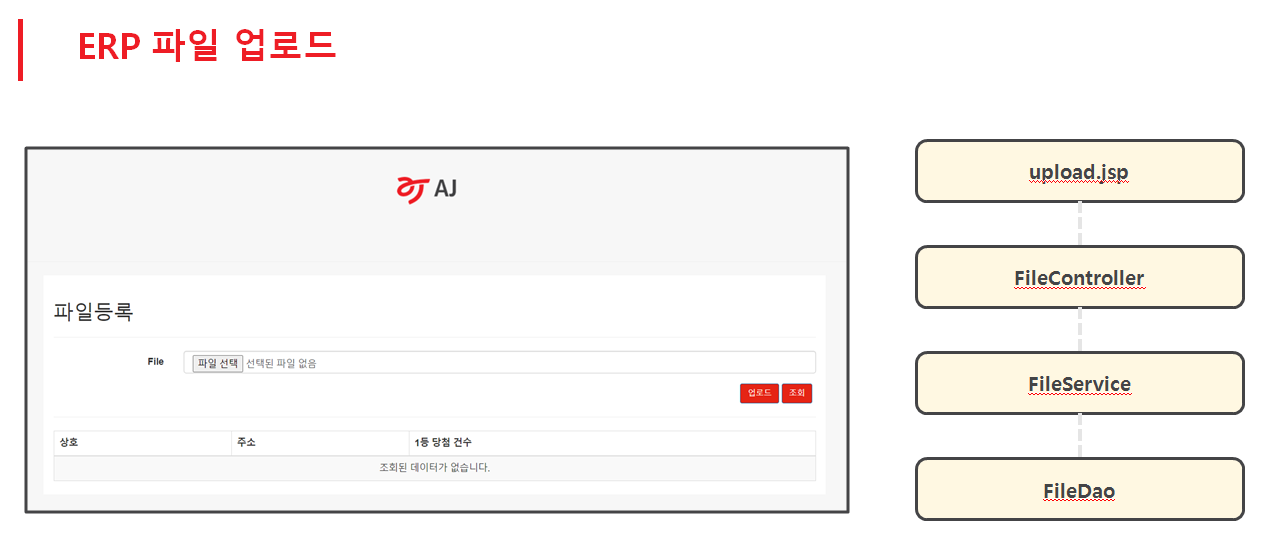 ERP 파일 업로드
AJ
파일등록
File 파일 선택 선택된 파일 없음
업로드 조회
상호 주소 1등 당첨 건수
조회된 데이터가 없습니다.
upload.jsp
FileController
FileService
FileDao